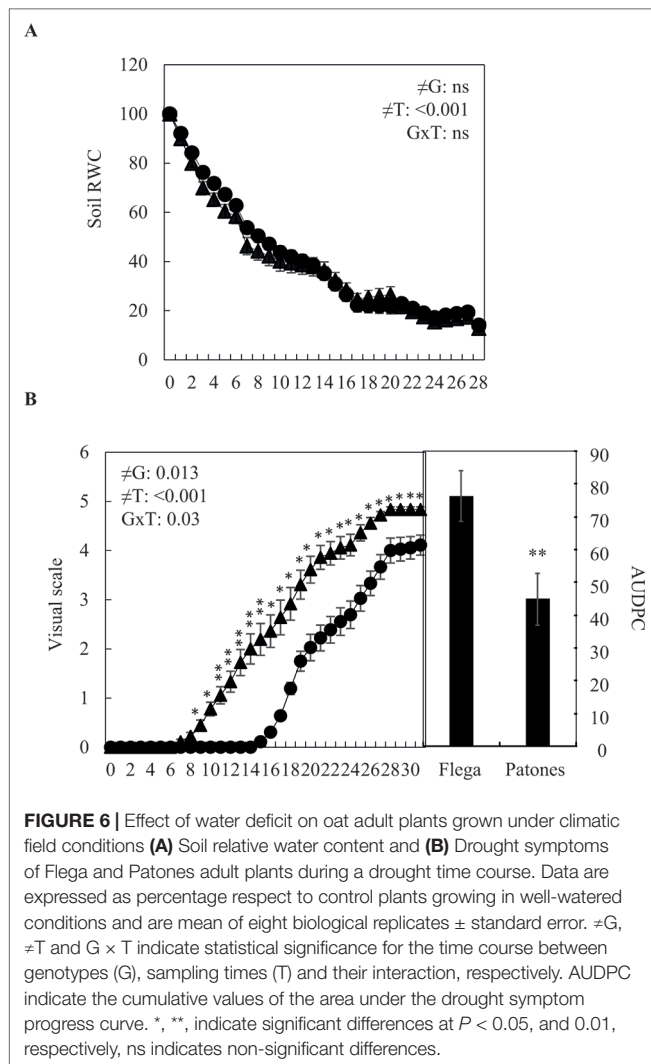 A
120
100
80
60
40
20
0
Soil RWC
≠G: ns
≠T: <0.001
GxT: ns
0 2 4 6 8 10 12 14 16 18 20 22 24 26 28
B
6
5
4
3
2
1
0
Visual scale
≠G: 0.013
≠T: <0.001
GxT: 0.03
* * ** ** ** ** ** * * * * * * * * * * * * * * *
0 2 4 6 8 10 12 14 16 18 20 22 24 26 28 30
**
90
80
70
60
50
40
30
20
10
0
AUDPC
Flega Patones
FIGURE 6 | Effect of water deficit on oat adult plants grown under climatic
field conditions (A) Soil relative water content and (B) Drought symptoms
of Flega and Patones adult plants during a drought time course. Data are
expressed as percentage respect to control plants growing in well-watered
conditions and are mean of eight biological replicates ± standard error. ≠G,
≠T and G × T indicate statistical significance for the time course between
genotypes (G), sampling times (T) and their interaction, respectively. AUDPC
indicate the cumulative values of the area under the drought symptom
progress curve. *, **, indicate significant differences at P < 0.05, and 0.01,
respectively, ns indicates non-significant differences.